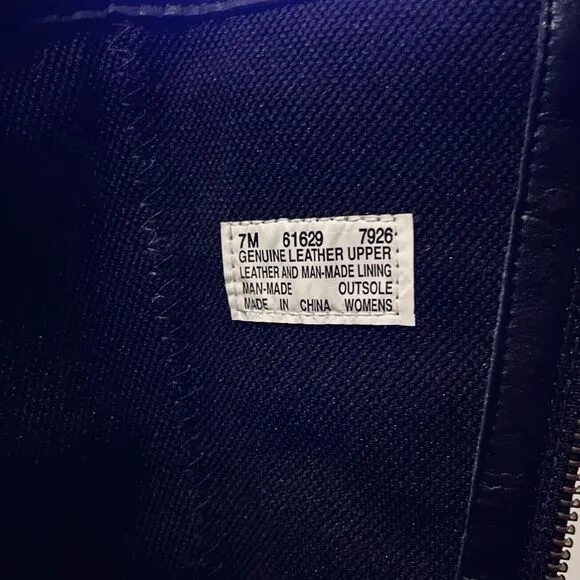 7M 61629 7926
GENUINE LEATHER UPPER
LEATHER AND MAN-MADE LINING
MAN-MADE OUTSOLE
MADE IN CHINA WOMENS